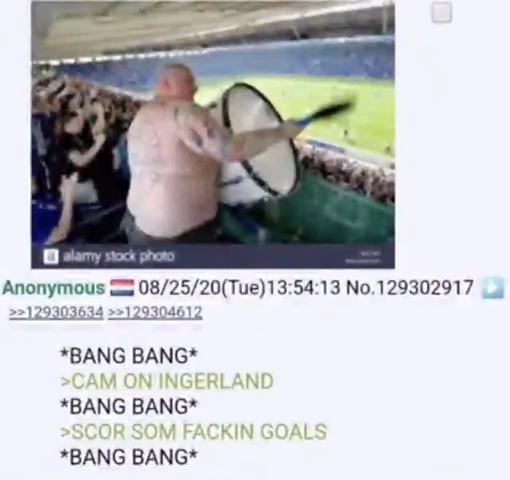 a alamy stock photo
Anonymous 08/25/20(Tue)13:54:13 No.129302917
>>129303634 >>129304612
*BANG BANG*
>CAM ON INGERLAND
*BANG BANG*
>SCOR SOM FACKIN GOALS
*BANG BANG*